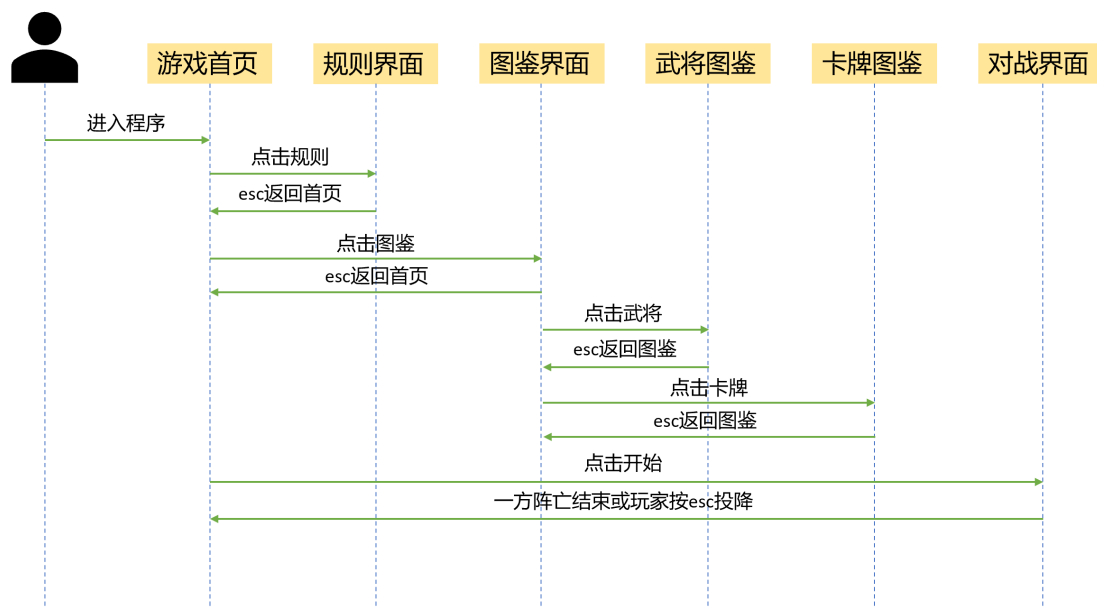 游戏首页
规则界面
图鉴界面
武将图鉴
卡牌图鉴
对战界面
进入程序
点击规则
esc返回首页
点击图鉴
esc返回首页
点击武将
esc返回图鉴
点击卡牌
esc返回图鉴
点击开始
一方阵亡结束或玩家按esc投降